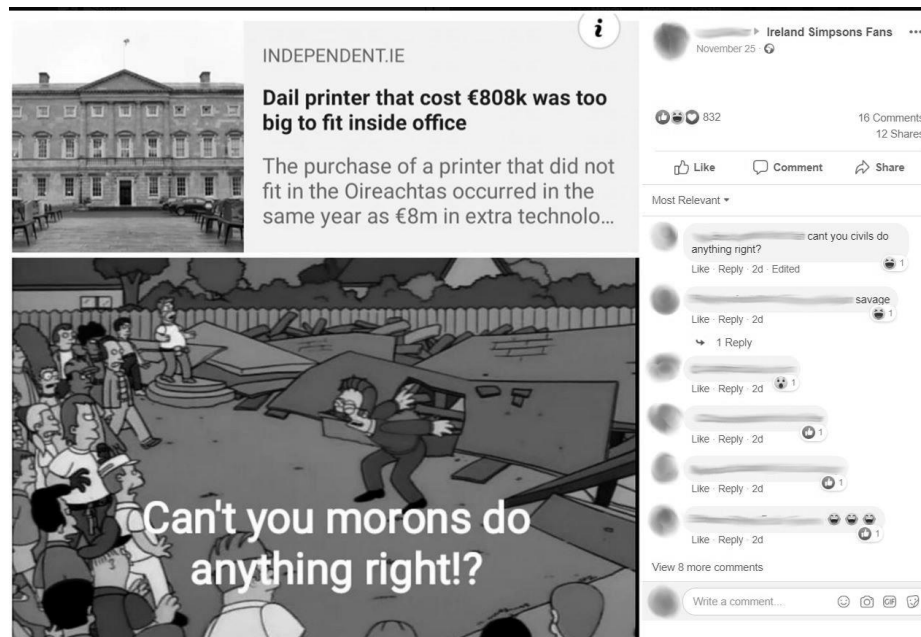 INDEPENDENT.IE
Dail printer that cost €808k was too
big to fit inside office
The purchase of a printer that did not
fit in the Oireachtas occurred in the
same year as €8m in extra technolo...
Can't you morons do
anything right!?
Ireland Simpsons Fans
November 25
832
16 Comments
12 Shares
Like Comment Share
Most Relevant
cant you civils do
anything right?
1
Like · Reply · 2d · Edited
savage
1
Like · Reply · 2d
1 Reply
1
Like · Reply · 2d
1
Like · Reply · 2d
1
Like · Reply · 2d
1
Like · Reply · 2d
View 8 more comments
Write a comment... GIF